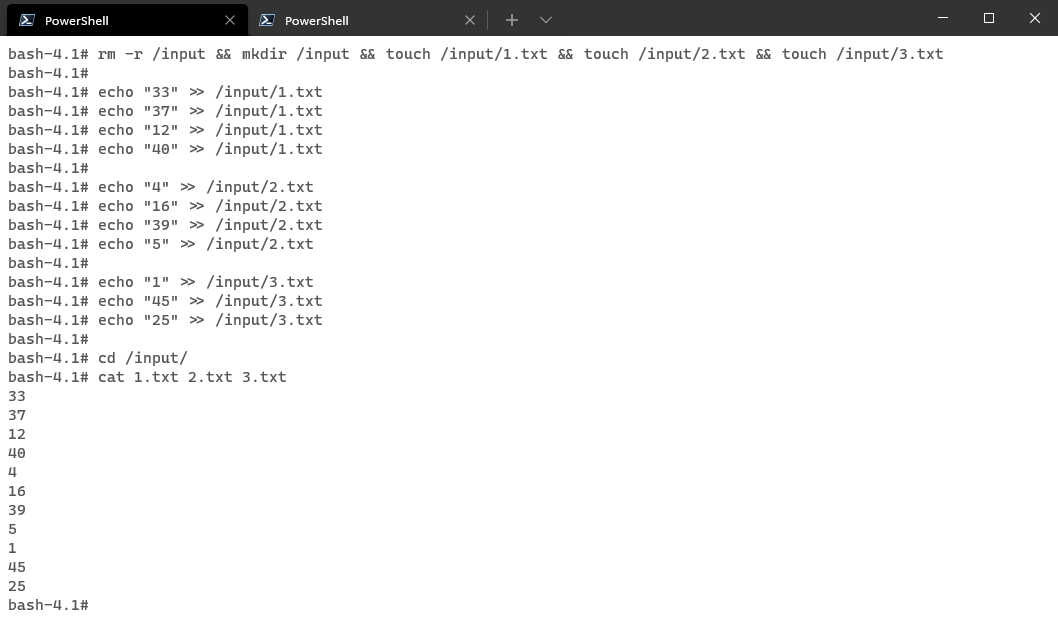 PowerShell PowerShell
bash-4.1# rm -r /input && mkdir /input && touch /input/1.txt && touch /input/2.txt && touch /input/3.txt
bash-4.1#
bash-4.1# echo "33" >> /input/1.txt
bash-4.1# echo "37" >> /input/1.txt
bash-4.1# echo "12" >> /input/1.txt
bash-4.1# echo "40" >> /input/1.txt
bash-4.1#
bash-4.1# echo "4" >> /input/2.txt
bash-4.1# echo "16" >> /input/2.txt
bash-4.1# echo "39" >> /input/2.txt
bash-4.1# echo "5" >> /input/2.txt
bash-4.1#
bash-4.1# echo "1" >> /input/3.txt
bash-4.1# echo "45" >> /input/3.txt
bash-4.1# echo "25" >> /input/3.txt
bash-4.1#
bash-4.1# cd /input/
bash-4.1# cat 1.txt 2.txt 3.txt
33
37
12
40
4
16
39
5
1
45
25
bash-4.1#